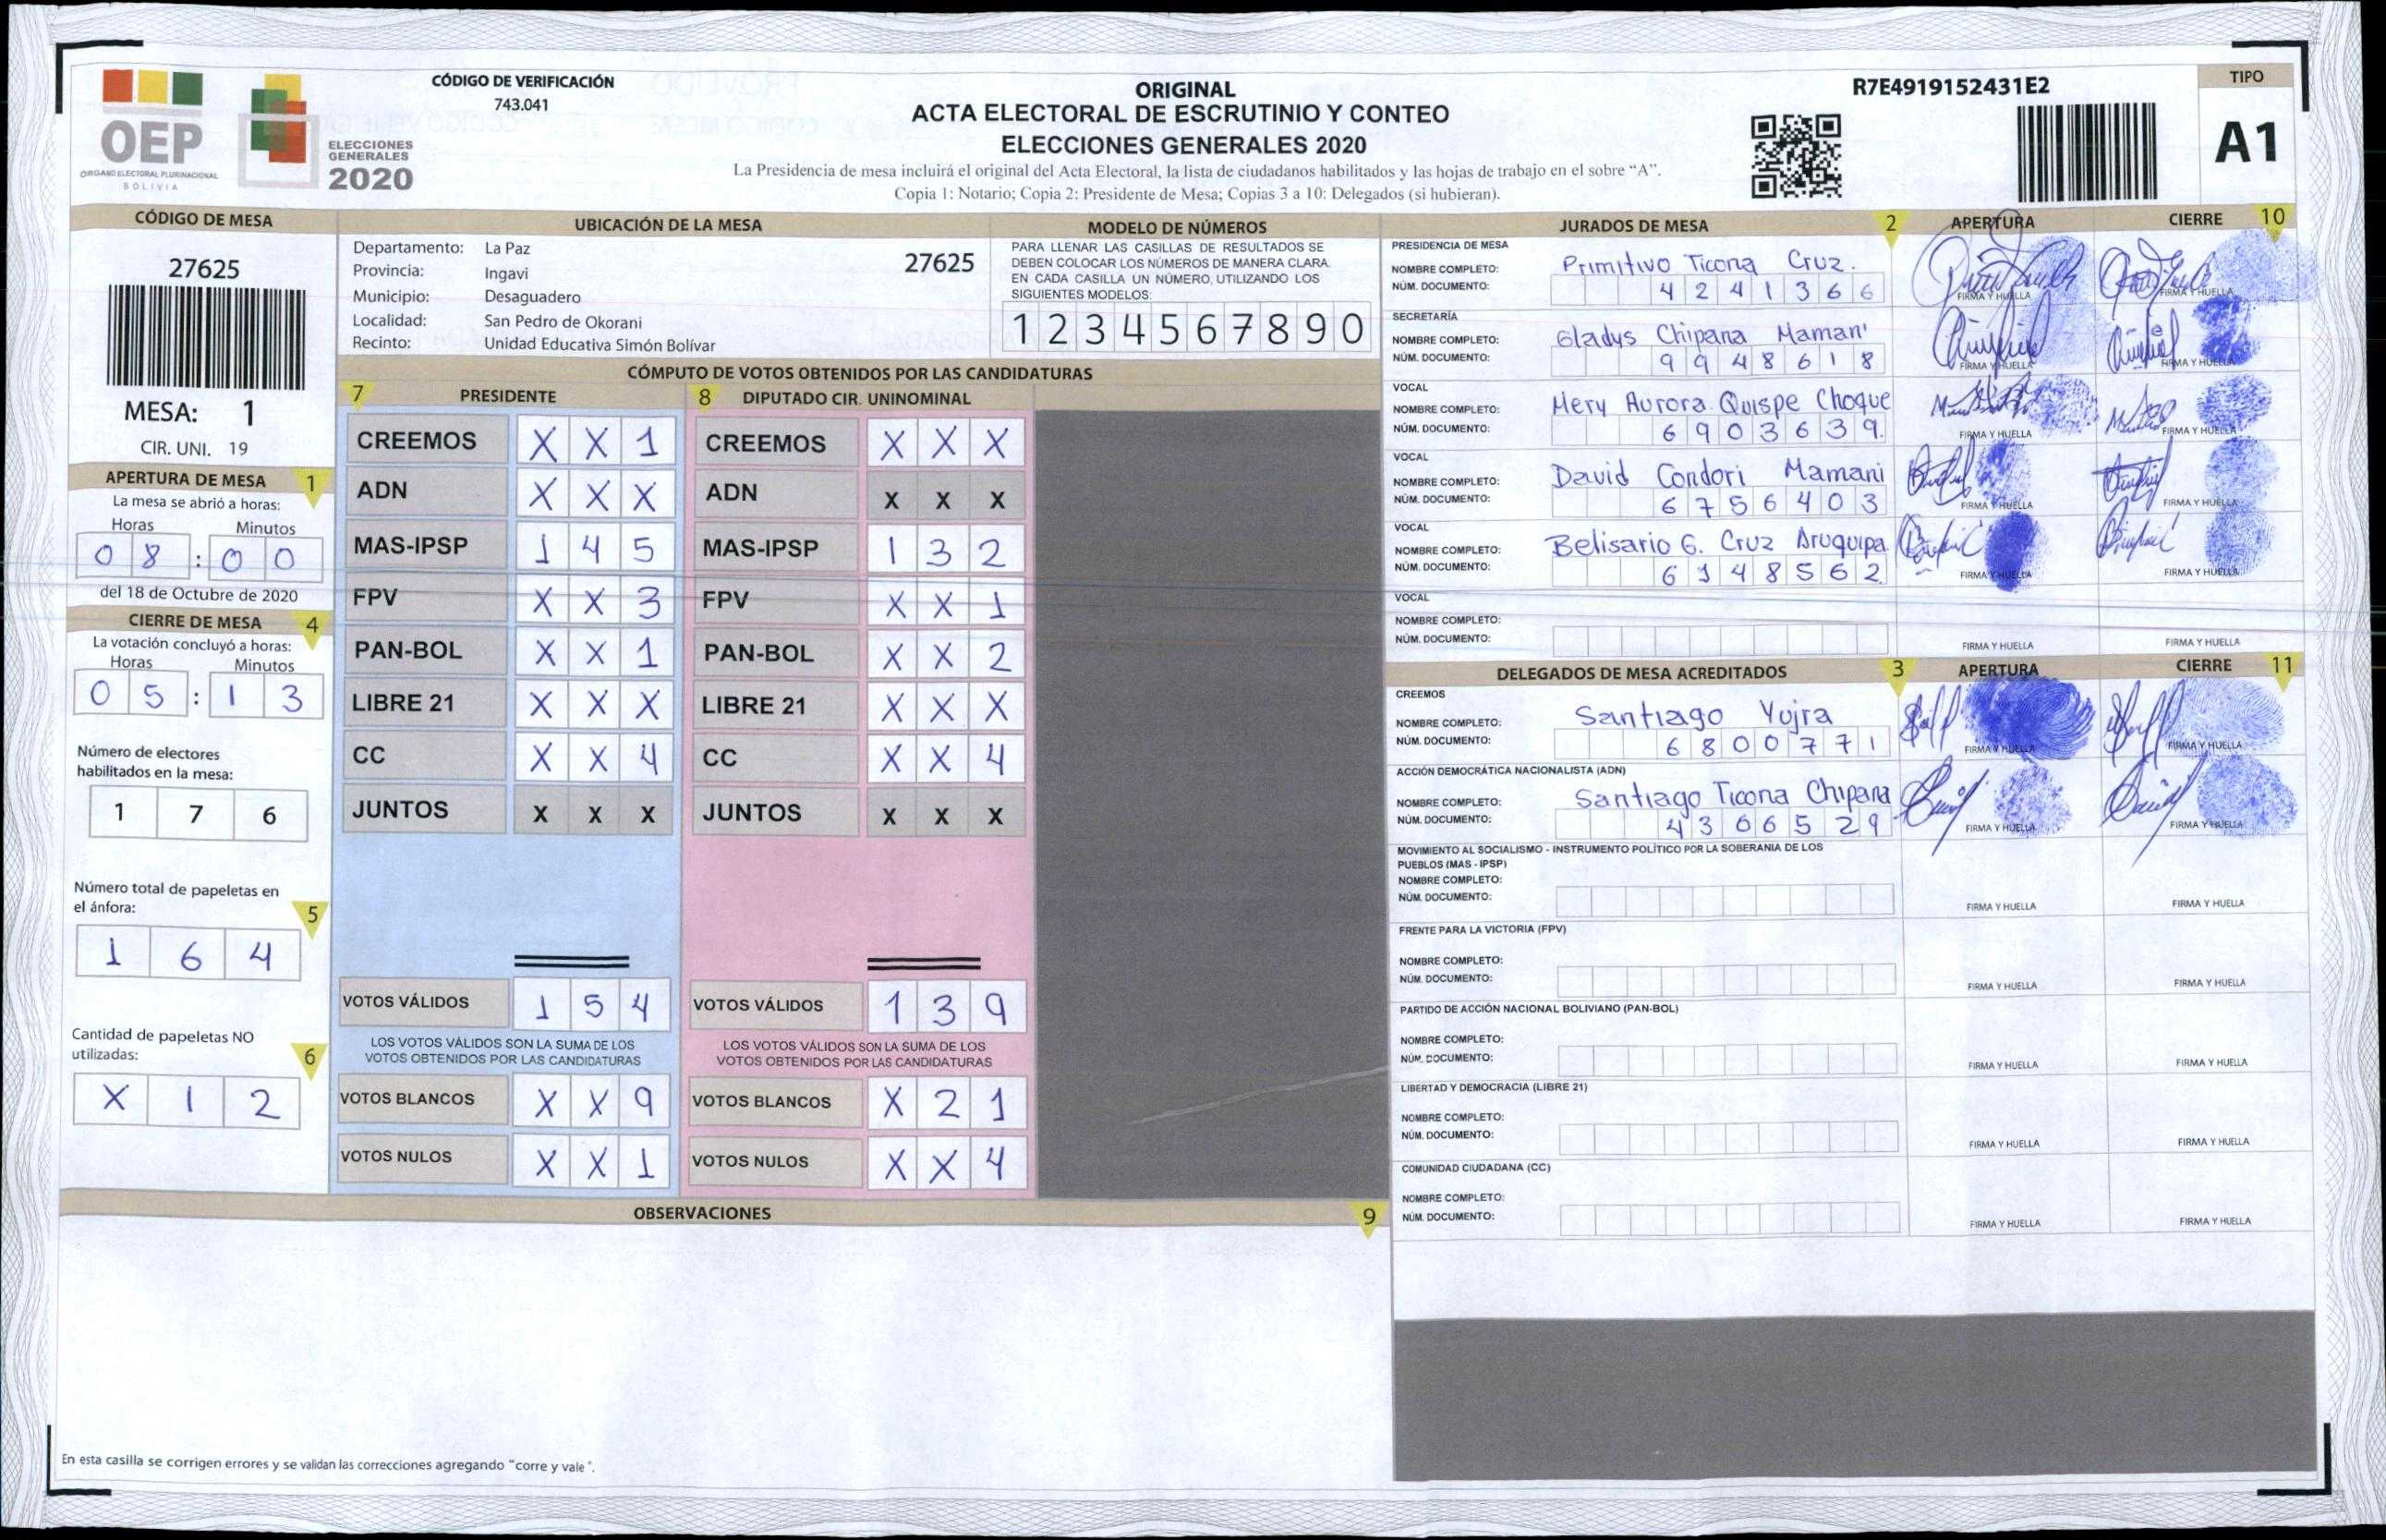 CÓDIGO DE VERIFICACIÓN
743.041
OEP
ÓRGANO ELECTORAL PLURINACIONAL
BOLIVIA
ELECCIONES
GENERALES
2020
ORIGINAL
ACTA ELECTORAL DE ESCRUTINIO Y CONTEO
ELECCIONES GENERALES 2020
La Presidencia de mesa incluirá el original del Acta Electoral, la lista de ciudadanos habilitados y las hojas de trabajo en el sobre “A”.
Copia 1: Notario; Copia 2: Presidente de Mesa; Copias 3 a 10: Delegados (si hubieran).
R7E4919152431E2
TIPO
A1
CÓDIGO DE MESA
27625
MESA: 1
CIR. UNI. 19
APERTURA DE MESA 1
La mesa se abrió a horas:
Horas Minutos
0 8 : 0 0
del 18 de Octubre de 2020
CIERRE DE MESA 4
La votación concluyó a horas:
Horas Minutos
0 5 : 1 3
Número de electores
habilitados en la mesa:
1 7 6
Número total de papeletas en
el ánfora: 5
1 6 4
Cantidad de papeletas NO
utilizadas: 6
X 1 2
UBICACIÓN DE LA MESA
Departamento: La Paz 27625
Provincia: Ingavi
Municipio: Desaguadero
Localidad: San Pedro de Okorani
Recinto: Unidad Educativa Simón Bolívar
MODELO DE NÚMEROS
PARA LLENAR LAS CASILLAS DE RESULTADOS SE
DEBEN COLOCAR LOS NÚMEROS DE MANERA CLARA.
EN CADA CASILLA UN NÚMERO, UTILIZANDO LOS
SIGUIENTES MODELOS:
1 2 3 4 5 6 7 8 9 0
CÓMPUTO DE VOTOS OBTENIDOS POR LAS CANDIDATURAS
7 PRESIDENTE 8 DIPUTADO CIR. UNINOMINAL
CREEMOS X X 1 CREEMOS X X X
ADN X X X ADN X X X
MAS-IPSP 1 4 5 MAS-IPSP 1 3 2
FPV X X 3 FPV X X 1
PAN-BOL X X 1 PAN-BOL X X 2
LIBRE 21 X X X LIBRE 21 X X X
CC X X 4 CC X X 4
JUNTOS X X X JUNTOS X X X
VOTOS VÁLIDOS 1 5 4 VOTOS VÁLIDOS 1 3 9
LOS VOTOS VÁLIDOS SON LA SUMA DE LOS LOS VOTOS VÁLIDOS SON LA SUMA DE LOS
VOTOS OBTENIDOS POR LAS CANDIDATURAS VOTOS OBTENIDOS POR LAS CANDIDATURAS
VOTOS BLANCOS X X 9 VOTOS BLANCOS X 2 1
VOTOS NULOS X X 1 VOTOS NULOS X X 4
OBSERVACIONES 9
En esta casilla se corrigen errores y se validan las correcciones agregando “corre y vale”.
JURADOS DE MESA 2 APERTURA CIERRE 10
PRESIDENCIA DE MESA
NOMBRE COMPLETO: Primitivo Ticona Cruz.
NÚM. DOCUMENTO: 4 2 4 1 3 6 6 FIRMA Y HUELLA FIRMA Y HUELLA
SECRETARÍA
NOMBRE COMPLETO: Gladys Chipana Mamani
NÚM. DOCUMENTO: 9 9 4 8 6 1 8 FIRMA Y HUELLA FIRMA Y HUELLA
VOCAL
NOMBRE COMPLETO: Mery Aurora Quispe Choque
NÚM. DOCUMENTO: 6 9 0 3 6 3 9 FIRMA Y HUELLA FIRMA Y HUELLA
VOCAL
NOMBRE COMPLETO: David Condori Mamani
NÚM. DOCUMENTO: 6 7 5 6 4 0 3 FIRMA Y HUELLA FIRMA Y HUELLA
VOCAL
NOMBRE COMPLETO: Belisario G. Cruz Aruquipa
NÚM. DOCUMENTO: 6 1 4 8 5 6 2 FIRMA Y HUELLA FIRMA Y HUELLA
VOCAL
NOMBRE COMPLETO:
NÚM. DOCUMENTO: FIRMA Y HUELLA FIRMA Y HUELLA
DELEGADOS DE MESA ACREDITADOS 3 APERTURA CIERRE 11
CREEMOS
NOMBRE COMPLETO: Santiago Yujra
NÚM. DOCUMENTO: 6 8 0 0 7 7 1 FIRMA Y HUELLA FIRMA Y HUELLA
ACCIÓN DEMOCRÁTICA NACIONALISTA (ADN)
NOMBRE COMPLETO: Santiago Ticona Chipana
NÚM. DOCUMENTO: 4 3 0 6 5 2 9 FIRMA Y HUELLA FIRMA Y HUELLA
MOVIMIENTO AL SOCIALISMO - INSTRUMENTO POLÍTICO POR LA SOBERANIA DE LOS
PUEBLOS (MAS - IPSP)
NOMBRE COMPLETO:
NÚM. DOCUMENTO: FIRMA Y HUELLA FIRMA Y HUELLA
FRENTE PARA LA VICTORIA (FPV)
NOMBRE COMPLETO:
NÚM. DOCUMENTO: FIRMA Y HUELLA FIRMA Y HUELLA
PARTIDO DE ACCIÓN NACIONAL BOLIVIANO (PAN-BOL)
NOMBRE COMPLETO:
NÚM. DOCUMENTO: FIRMA Y HUELLA FIRMA Y HUELLA
LIBERTAD Y DEMOCRACIA (LIBRE 21)
NOMBRE COMPLETO:
NÚM. DOCUMENTO: FIRMA Y HUELLA FIRMA Y HUELLA
COMUNIDAD CIUDADANA (CC)
NOMBRE COMPLETO:
NÚM. DOCUMENTO: FIRMA Y HUELLA FIRMA Y HUELLA